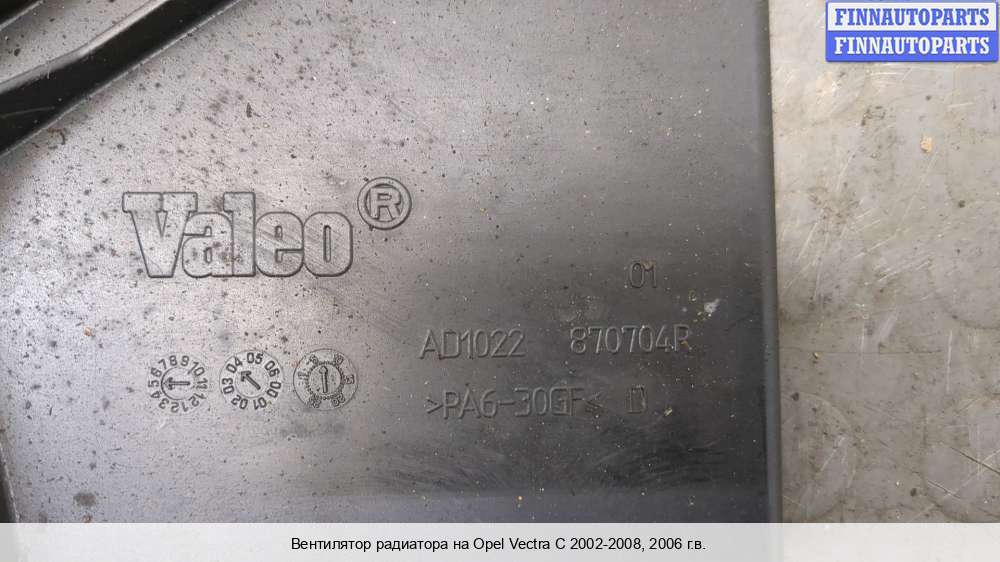 FINNAUTOPARTS
FINNAUTOPARTS
Valeo®
01
AD1022 870704R
>PA6-30GF< D
Вентилятор радиатора на Opel Vectra C 2002-2008, 2006 г.в.